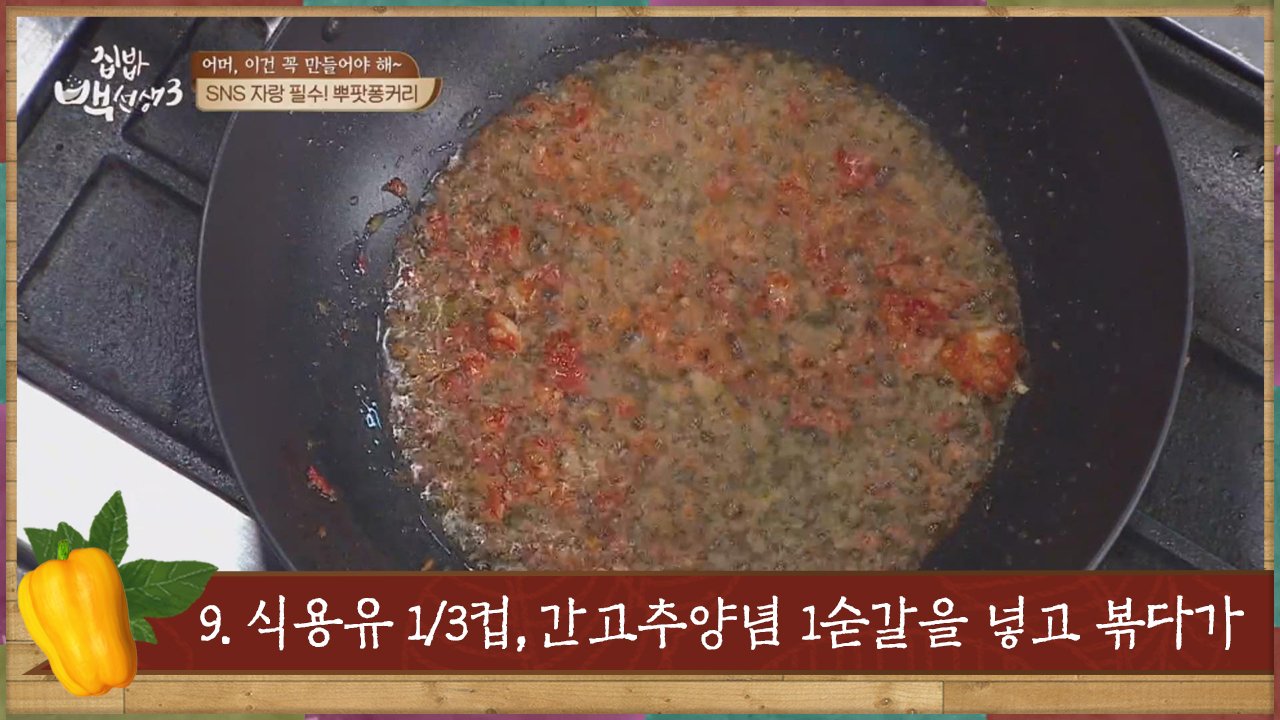 집밥
백선생3
어머, 이건 꼭 만들어야 해~
SNS 자랑 필수! 뿌팟퐁커리
9. 식용유 1/3컵, 간고추양념 1숟갈을 넣고 볶다가